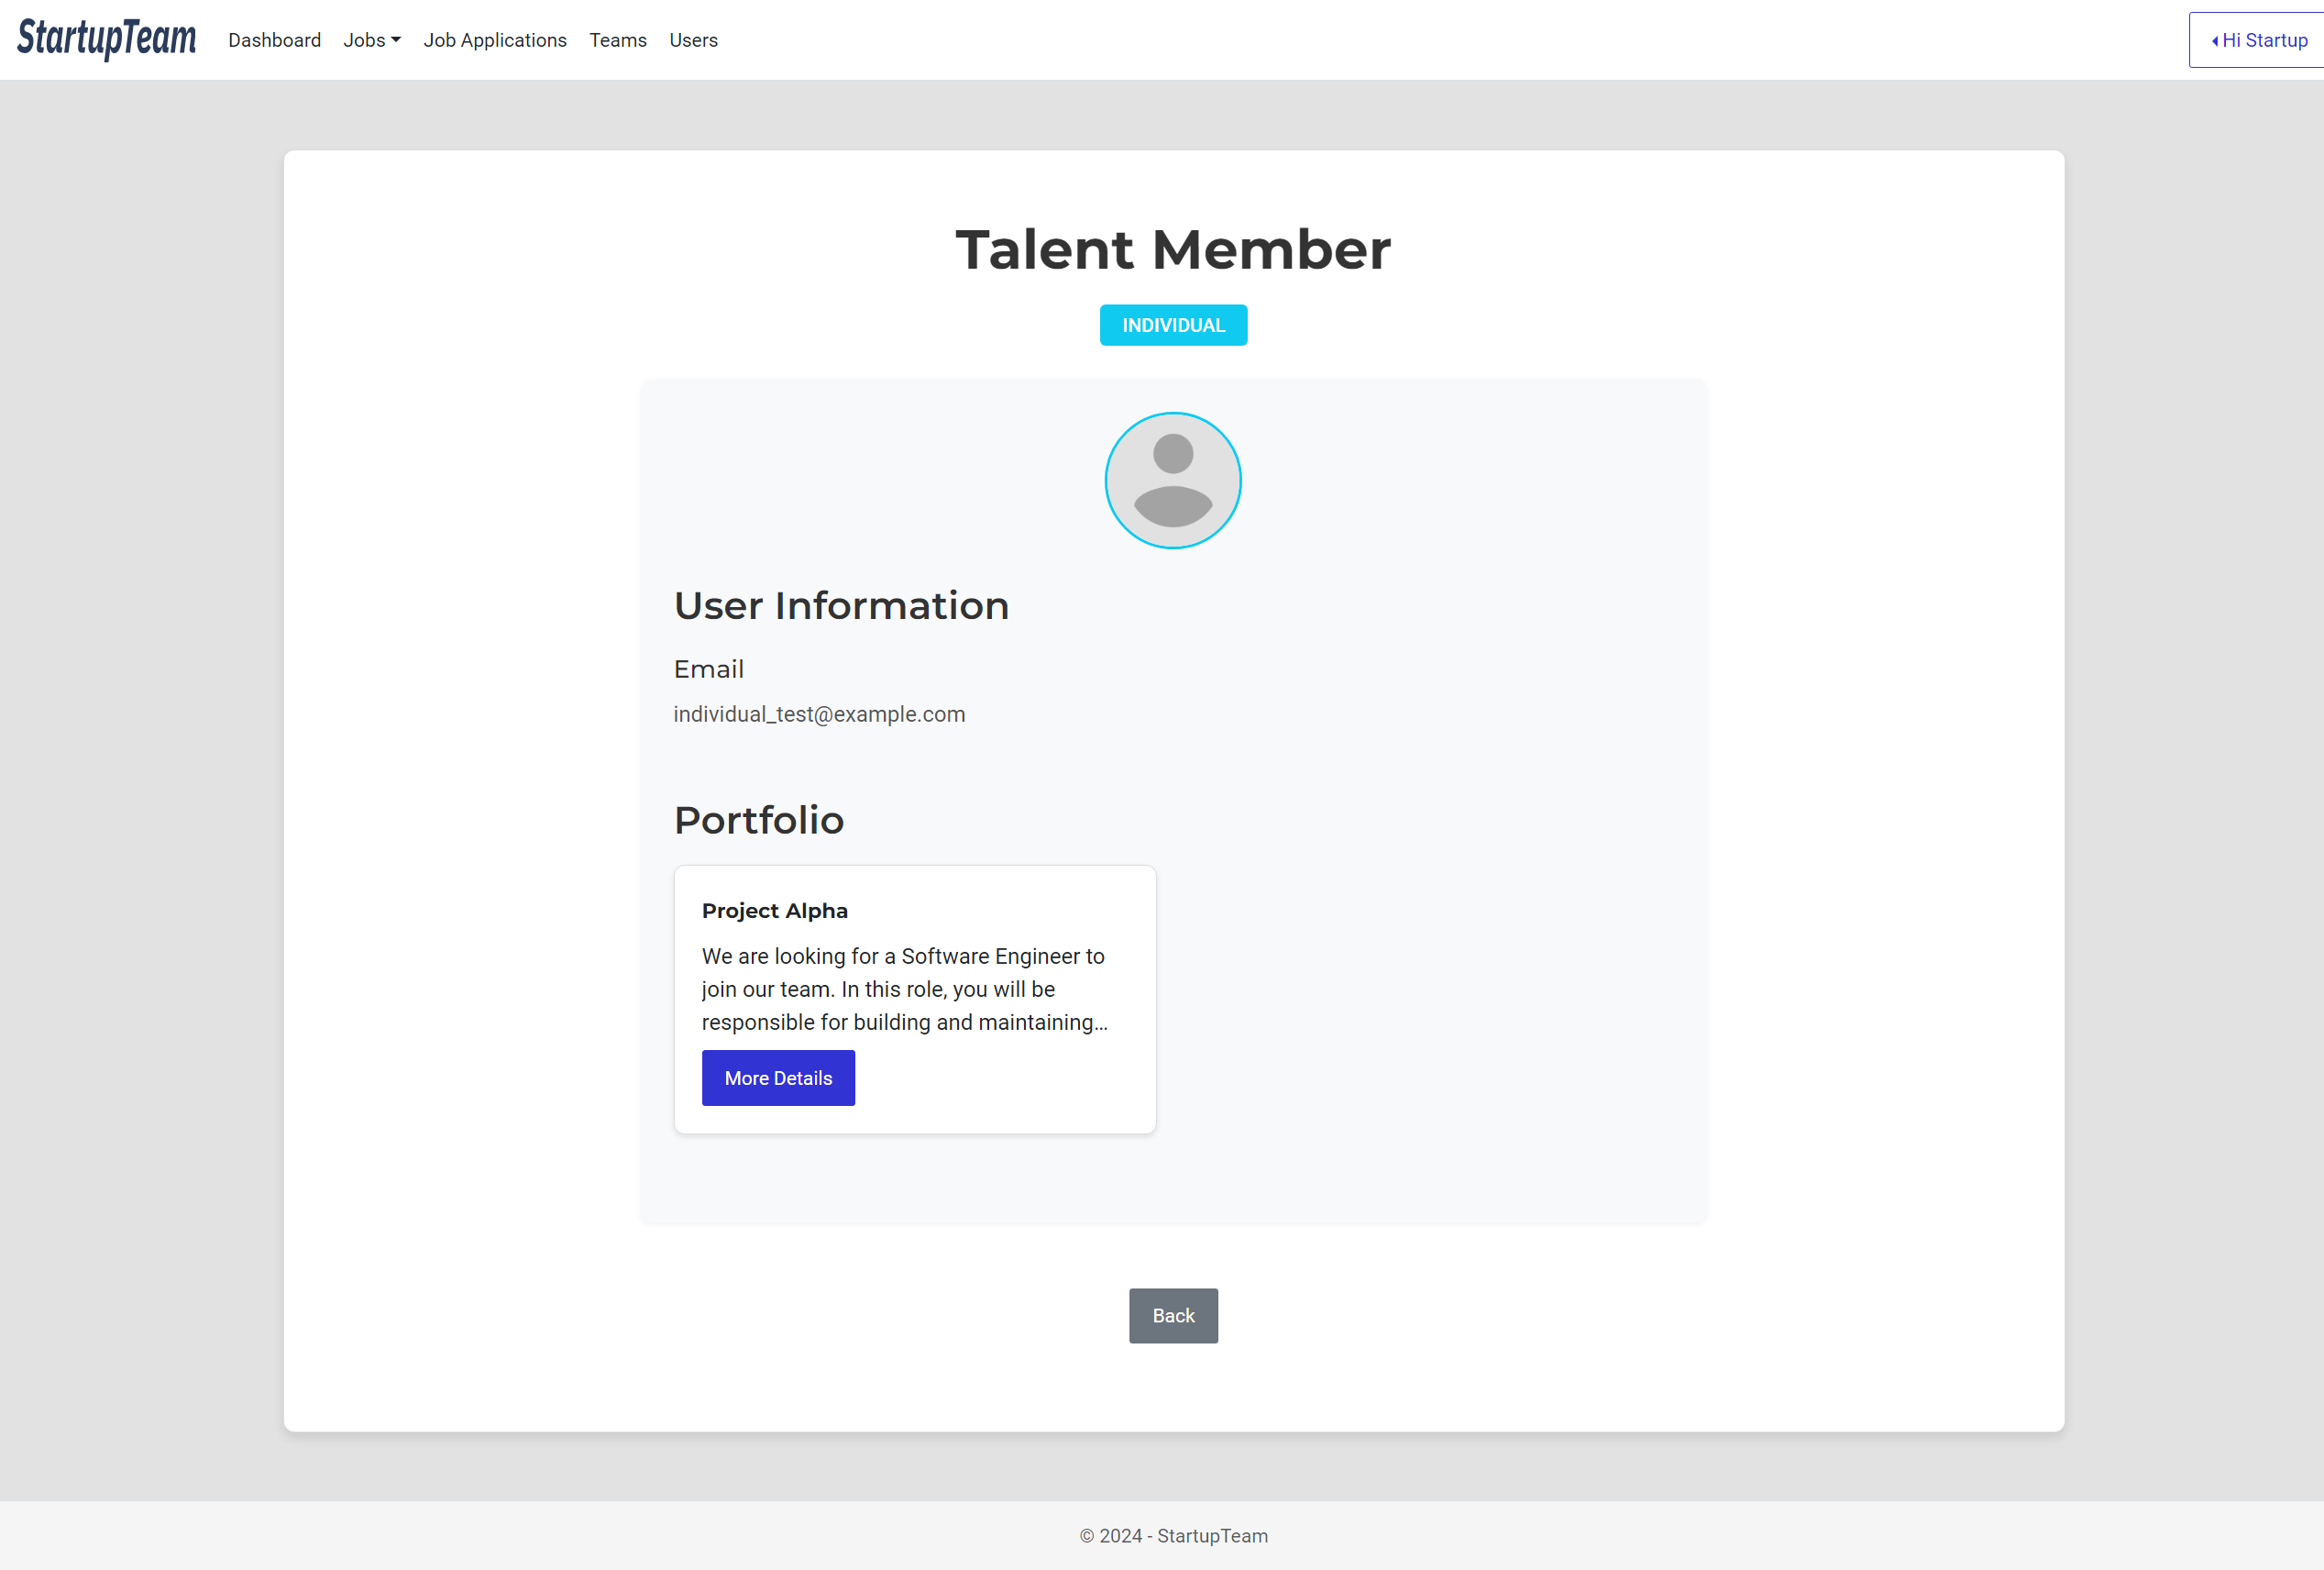 StartupTeam Dashboard Jobs Job Applications Teams Users Hi Startup
Talent Member
INDIVIDUAL
User Information
Email
individual_test@example.com
Portfolio
Project Alpha
We are looking for a Software Engineer to
join our team. In this role, you will be
responsible for building and maintaining...
More Details
Back
© 2024 - StartupTeam